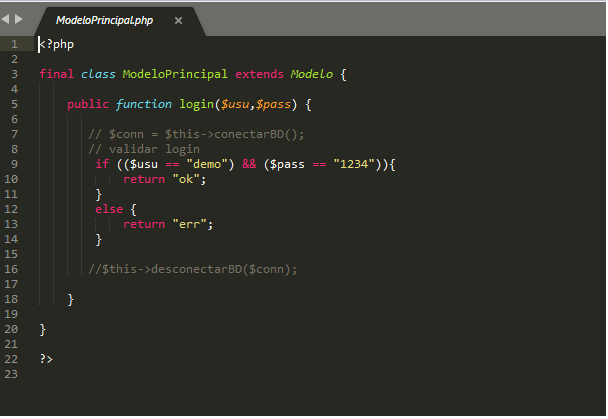 ModeloPrincipal.php ×
1 <?php
2
3 final class ModeloPrincipal extends Modelo {
4
5 public function login($usu,$pass) {
6
7 // $conn = $this->conectarBD();
8 // validar login
9 if (($usu == "demo") && ($pass == "1234")){
10 return "ok";
11 }
12 else {
13 return "err";
14 }
15
16 //$this->desconectarBD($conn);
17
18 }
19
20 }
21
22 ?>
23